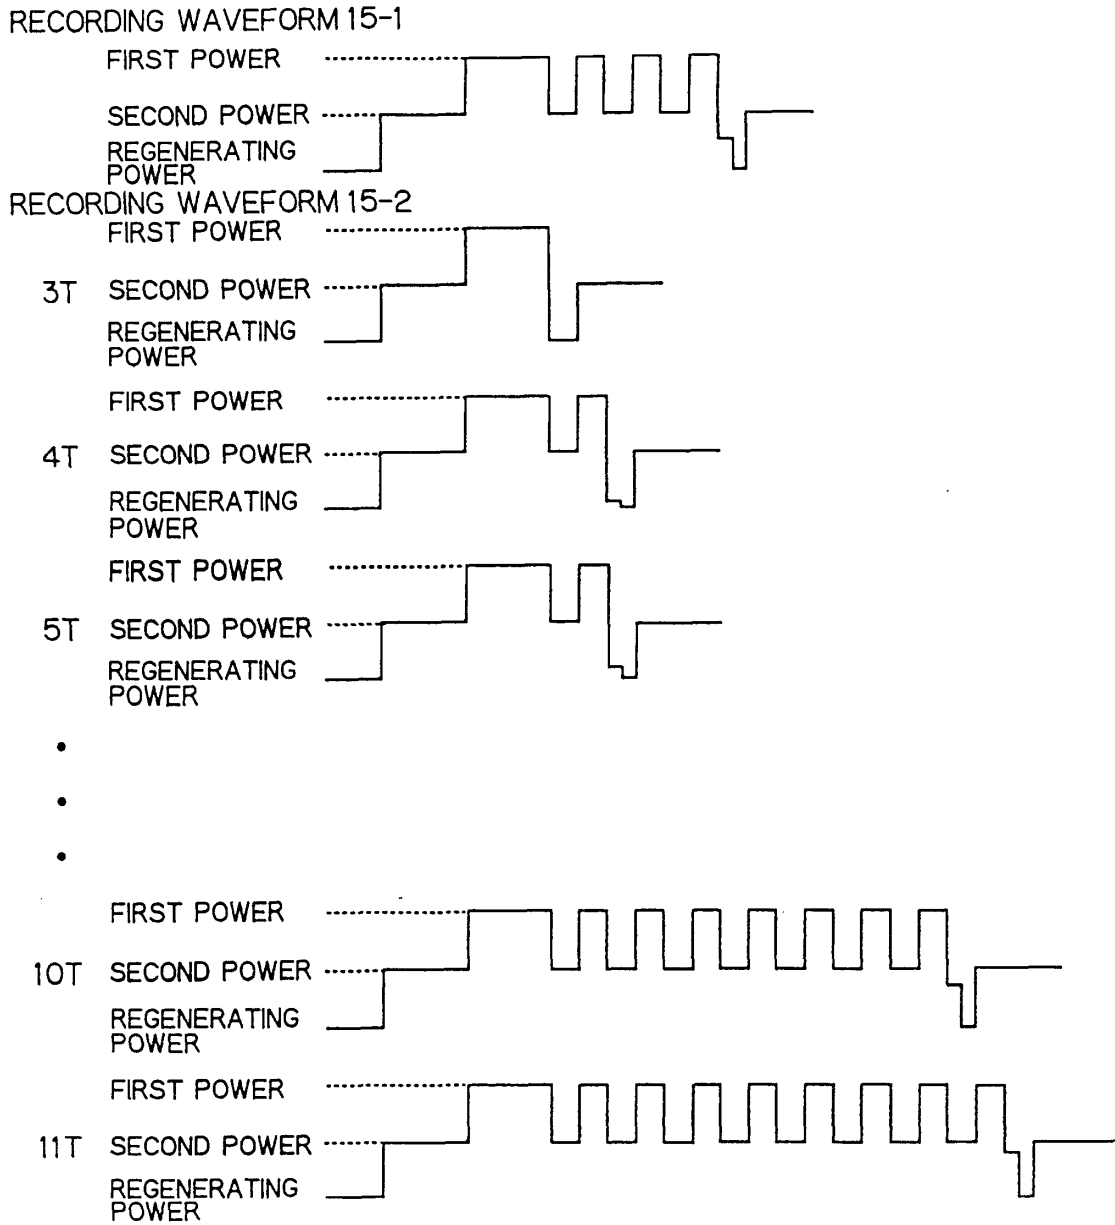 RECORDING WAVEFORM 15-1
FIRST POWER
SECOND POWER
REGENERATING
POWER
RECORDING WAVEFORM 15-2
FIRST POWER
3T SECOND POWER
REGENERATING
POWER
FIRST POWER
4T SECOND POWER
REGENERATING
POWER
FIRST POWER
5T SECOND POWER
REGENERATING
POWER
FIRST POWER
10T SECOND POWER
REGENERATING
POWER
FIRST POWER
11T SECOND POWER
REGENERATING
POWER